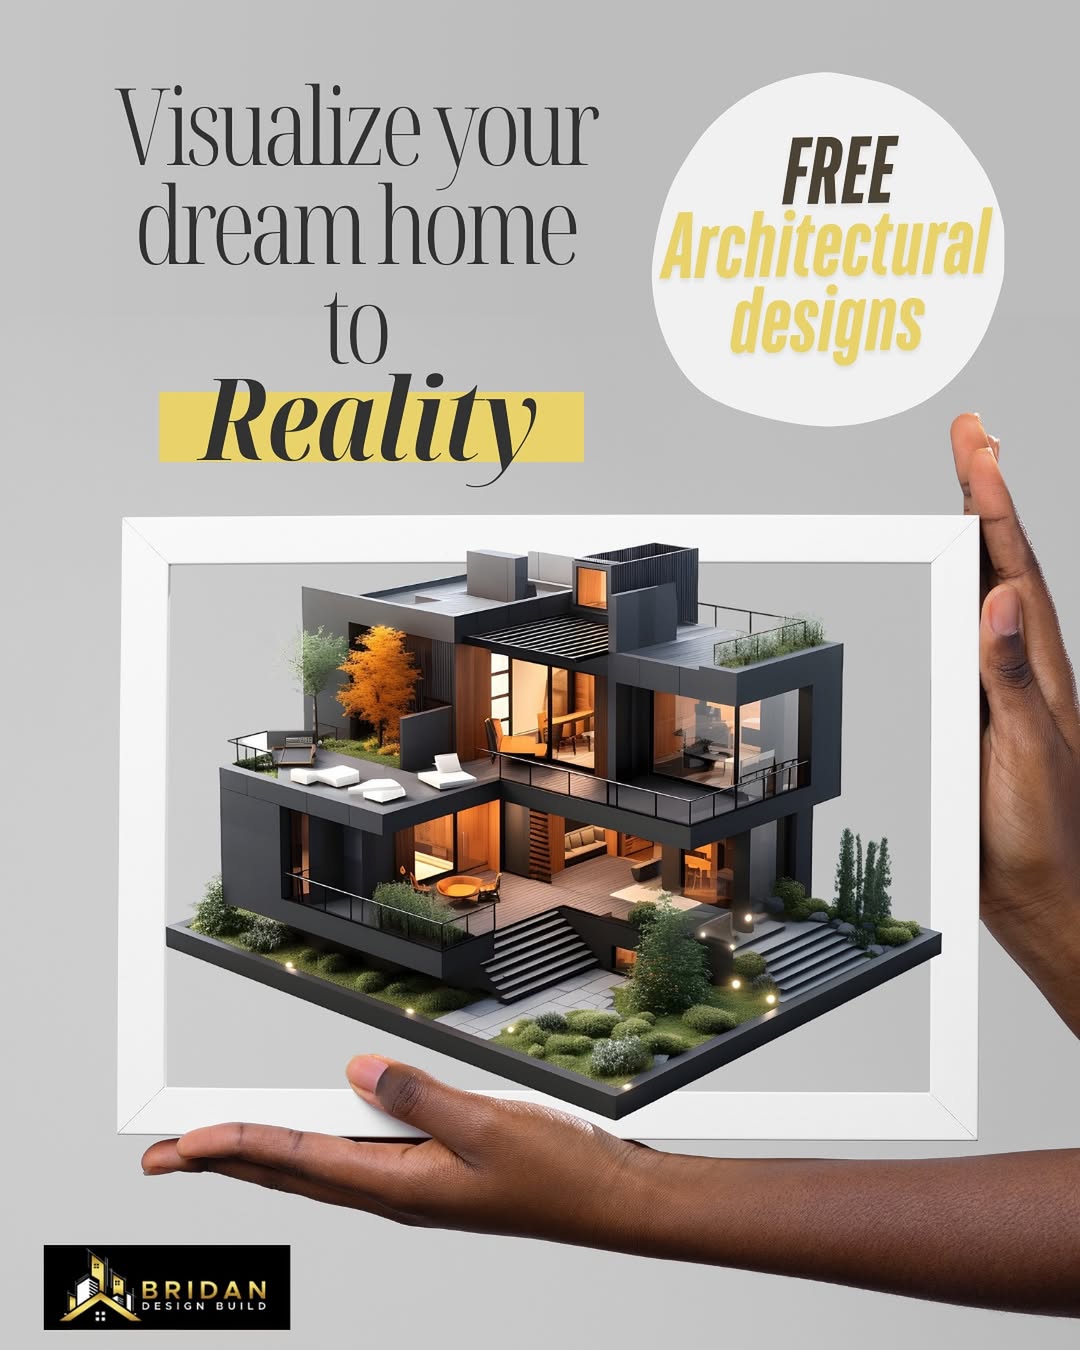 Visualize your
dream home
to
Reality
FREE
Architectural
designs
BRIDAN
DESIGN BUILD